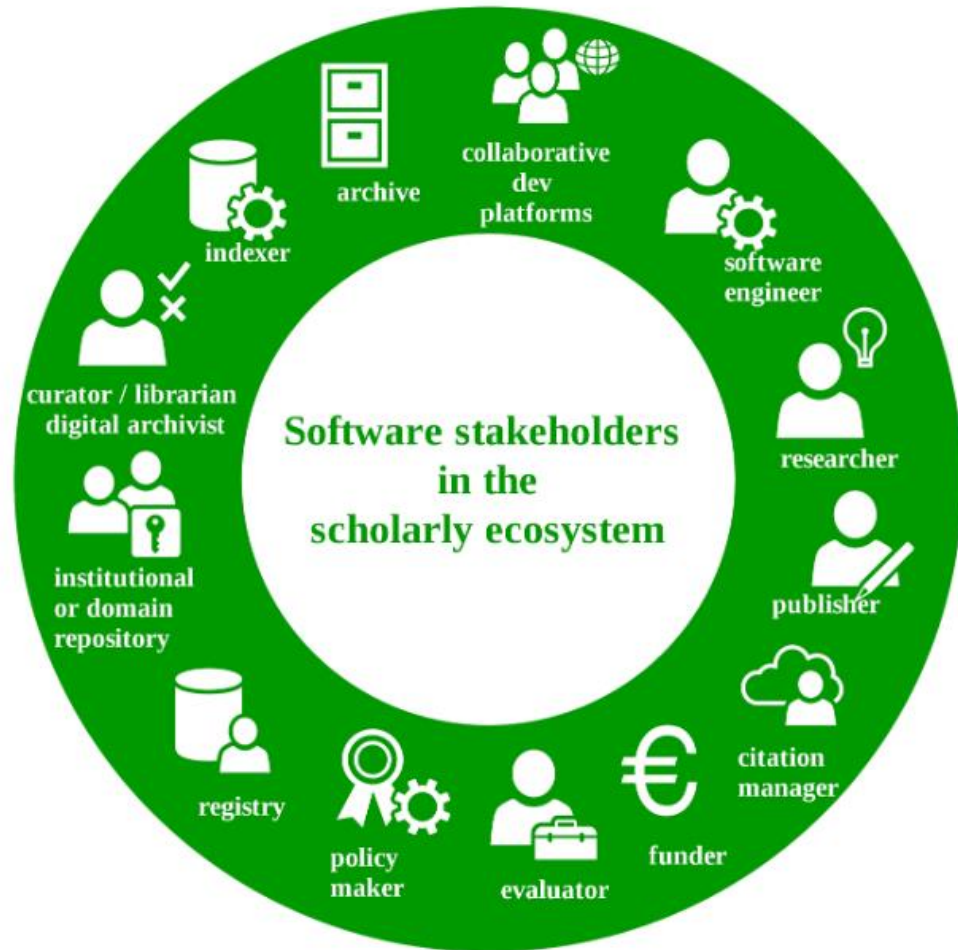 Software stakeholders
in the
scholarly ecosystem
collaborative
dev
platforms
software
engineer
researcher
publisher
citation
manager
funder
evaluator
policy
maker
registry
institutional
or domain
repository
curator / librarian
digital archivist
indexer
archive